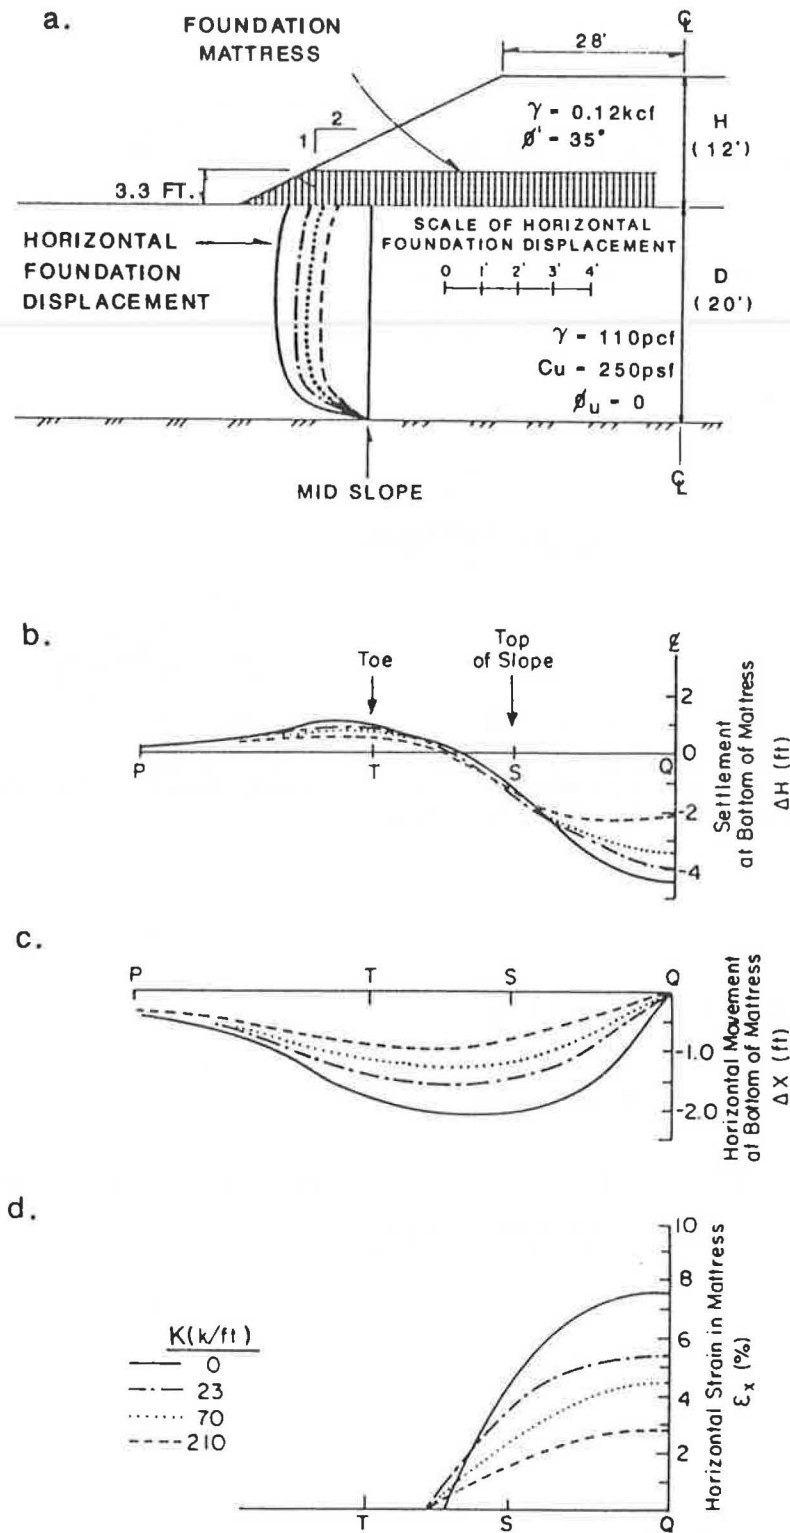 a.
FOUNDATION
MATTRESS
℄
28'
2
1
γ = 0.12kcf
ø' = 35°
H
(12')
3.3 FT.
HORIZONTAL
FOUNDATION
DISPLACEMENT
SCALE OF HORIZONTAL
FOUNDATION DISPLACEMENT
0 1' 2' 3' 4'
D
(20')
γ = 110pcf
Cu = 250psf
øu = 0
MID SLOPE
℄
b.
Toe
Top
of Slope
℄
2
0
-2
-4
P T S Q
Settlement
at Bottom of Mattress
ΔH (ft)
c.
P T S Q
-1.0
-2.0
Horizontal Movement
at Bottom of Mattress
ΔX (ft)
d.
10
8
6
4
2
Horizontal Strain in Mattress
Ɛx (%)
K(k/ft)
0
23
70
210
T S Q